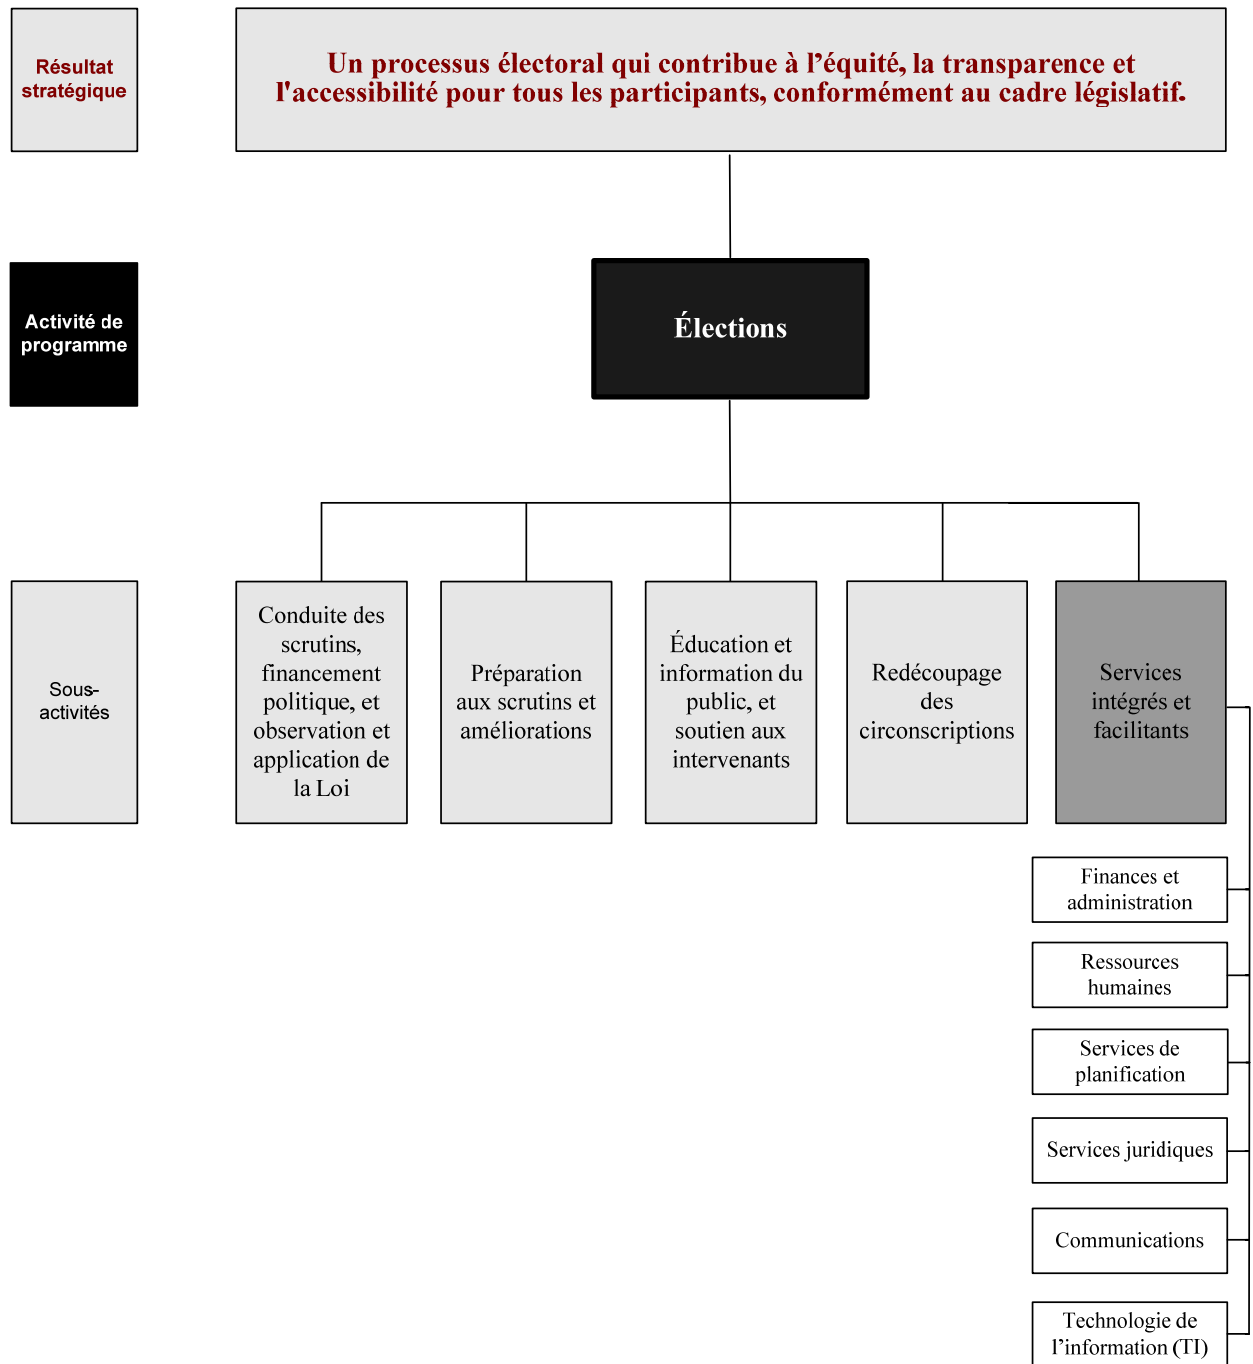 Résultat
stratégique
Un processus électoral qui contribue à l’équité, la transparence et
l'accessibilité pour tous les participants, conformément au cadre législatif.
Activité de
programme
Élections
Sous-
activités
Conduite des
scrutins,
financement
politique, et
observation et
application de
la Loi
Préparation
aux scrutins et
améliorations
Éducation et
information du
public, et
soutien aux
intervenants
Redécoupage
des
circonscriptions
Services
intégrés et
facilitants
Finances et
administration
Ressources
humaines
Services de
planification
Services juridiques
Communications
Technologie de
l’information (TI)